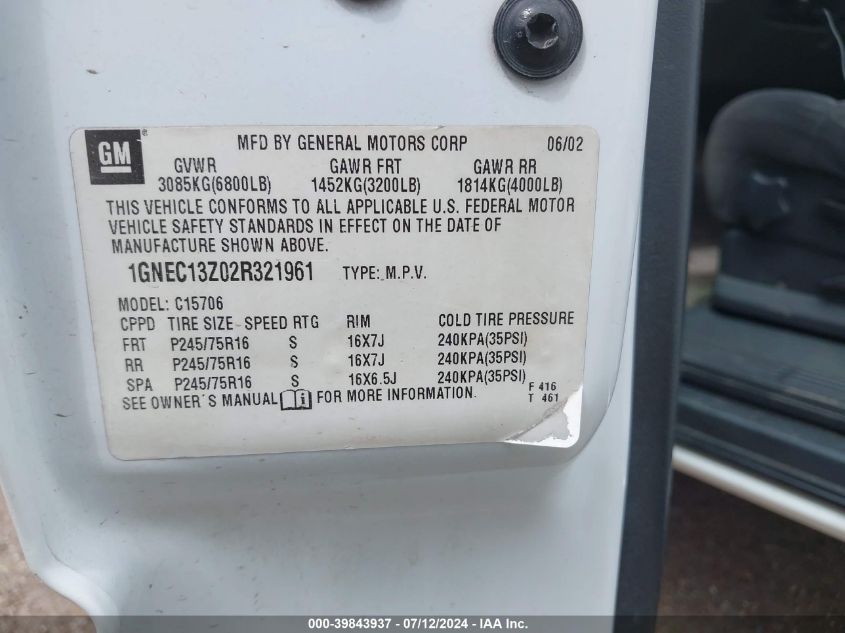 GM ®
MFD BY GENERAL MOTORS CORP 06/02
GVWR GAWR FRT GAWR RR
3085KG(6800LB) 1452KG(3200LB) 1814KG(4000LB)
THIS VEHICLE CONFORMS TO ALL APPLICABLE U.S. FEDERAL MOTOR
VEHICLE SAFETY STANDARDS IN EFFECT ON THE DATE OF
MANUFACTURE SHOWN ABOVE.
1GNEC13Z02R321961 TYPE: M.P.V.
MODEL: C15706
CPPD TIRE SIZE SPEED RTG RIM COLD TIRE PRESSURE
FRT P245/75R16 S 16X7J 240KPA(35PSI)
RR P245/75R16 S 16X7J 240KPA(35PSI)
SPA P245/75R16 S 16X6.5J 240KPA(35PSI)
SEE OWNER'S MANUAL i FOR MORE INFORMATION.
F 416
T 461
000-39843937 - 07/12/2024 - IAA Inc.